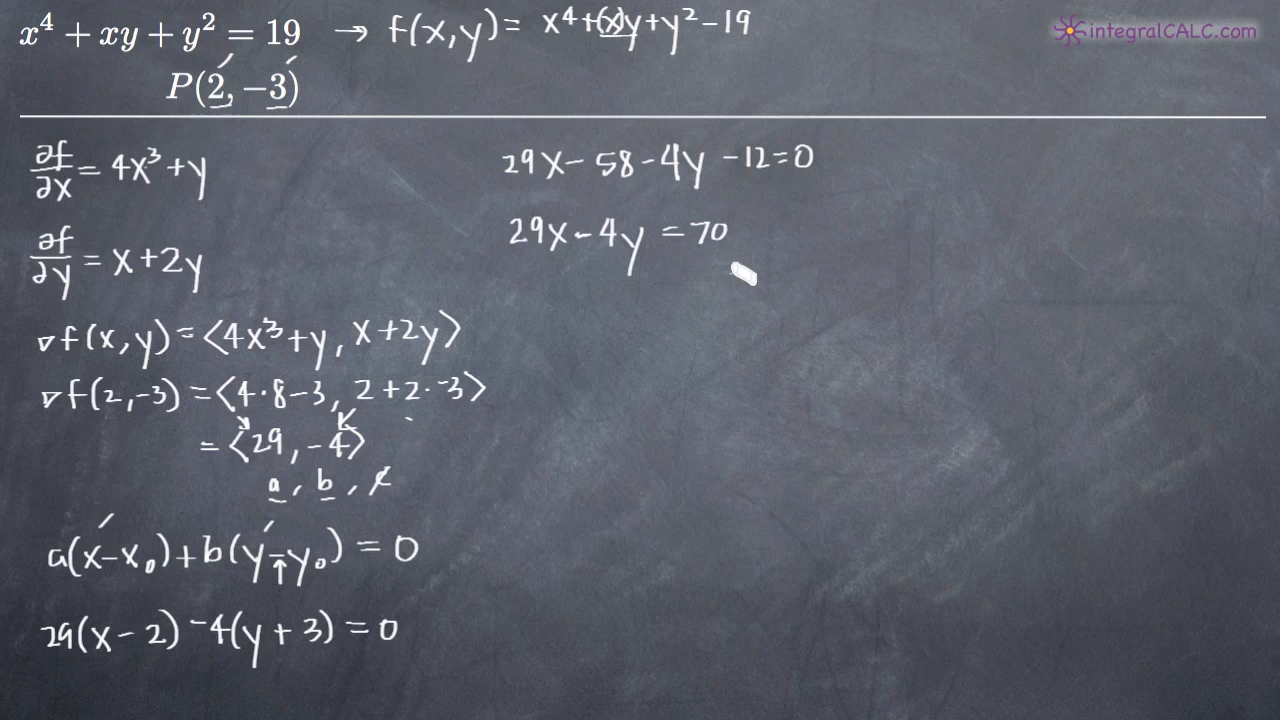 x⁴ + xy + y² = 19 → f(x,y) = x⁴+(x)y+y²-19
integralCALC.com
P(2, −3)
∂f/∂x = 4x³+y
∂f/∂y = x+2y
∇f(x,y) = ⟨4x³+y, x+2y⟩
∇f(2,-3) = ⟨4·8-3, 2+2·-3⟩
= ⟨29, -4⟩
a, b, c
a(x-x₀)+b(y-y₀) = 0
29(x-2) -4(y+3) = 0
29x-58-4y-12=0
29x-4y=70